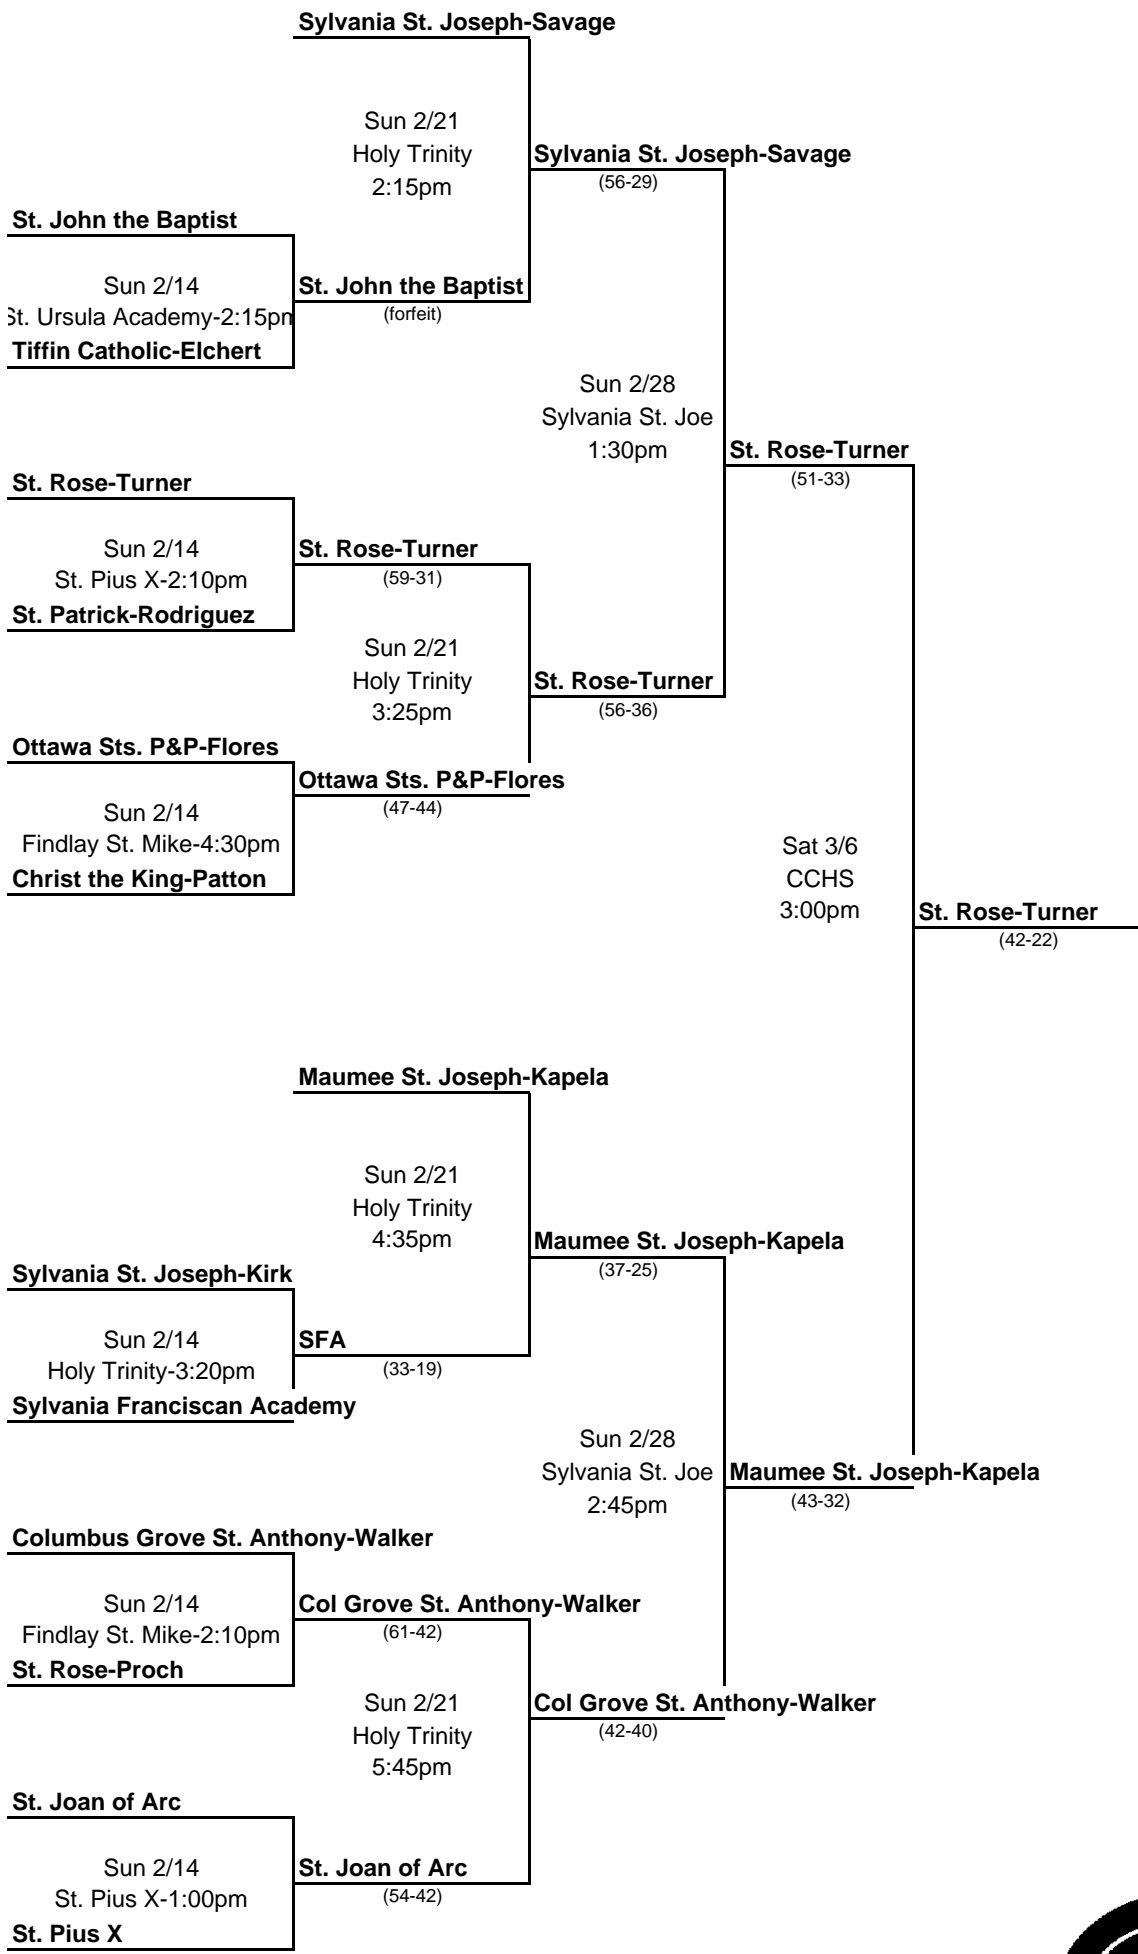 Sylvania St. Joseph-Savage
Sun 2/21
Holy Trinity
2:15pm
Sylvania St. Joseph-Savage
(56-29)
St. John the Baptist
Sun 2/14
St. Ursula Academy-2:15pm
Tiffin Catholic-Elchert
St. John the Baptist
(forfeit)
Sun 2/28
Sylvania St. Joe
1:30pm
St. Rose-Turner
(51-33)
St. Rose-Turner
Sun 2/14
St. Pius X-2:10pm
St. Patrick-Rodriguez
St. Rose-Turner
(59-31)
Sun 2/21
Holy Trinity
3:25pm
St. Rose-Turner
(56-36)
Ottawa Sts. P&P-Flores
Sun 2/14
Findlay St. Mike-4:30pm
Christ the King-Patton
Ottawa Sts. P&P-Flores
(47-44)
Sat 3/6
CCHS
3:00pm
St. Rose-Turner
(42-22)
Maumee St. Joseph-Kapela
Sun 2/21
Holy Trinity
4:35pm
Maumee St. Joseph-Kapela
(37-25)
Sylvania St. Joseph-Kirk
Sun 2/14
Holy Trinity-3:20pm
Sylvania Franciscan Academy
SFA
(33-19)
Sun 2/28
Sylvania St. Joe
2:45pm
Maumee St. Joseph-Kapela
(43-32)
Columbus Grove St. Anthony-Walker
Sun 2/14
Findlay St. Mike-2:10pm
St. Rose-Proch
Col Grove St. Anthony-Walker
(61-42)
Sun 2/21
Holy Trinity
5:45pm
Col Grove St. Anthony-Walker
(42-40)
St. Joan of Arc
Sun 2/14
St. Pius X-1:00pm
St. Pius X
St. Joan of Arc
(54-42)